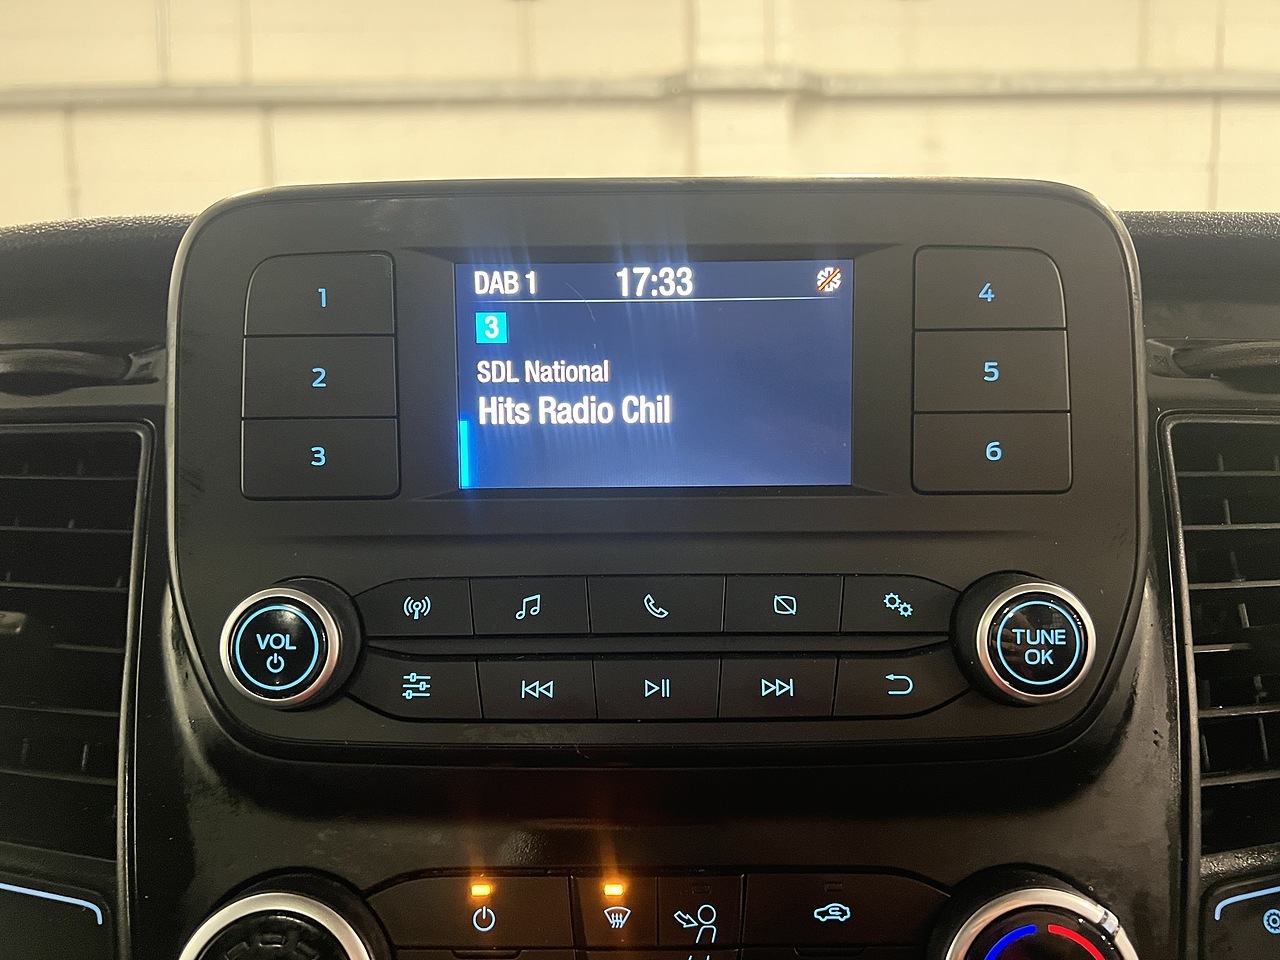 1
2
3
DAB 1 17:33
3
SDL National
Hits Radio Chil
4
5
6
VOL
TUNE
OK